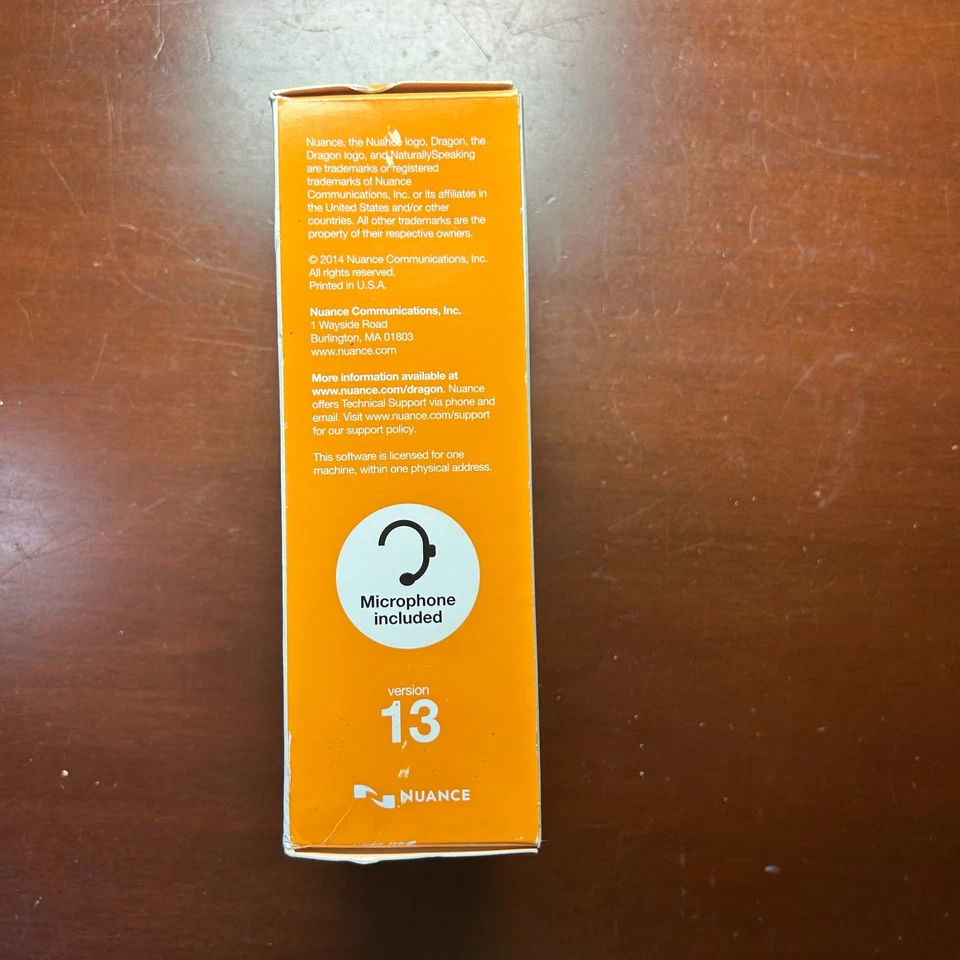 Nuance, the Nuance logo, Dragon, the
Dragon logo, and NaturallySpeaking
are trademarks or registered
trademarks of Nuance
Communications, Inc. or its affiliates in
the United States and/or other
countries. All other trademarks are the
property of their respective owners.
© 2014 Nuance Communications, Inc.
All rights reserved.
Printed in U.S.A.
Nuance Communications, Inc.
1 Wayside Road
Burlington, MA 01803
www.nuance.com
More information available at
www.nuance.com/dragon. Nuance
offers Technical Support via phone and
email. Visit www.nuance.com/support
for our support policy.
This software is licensed for one
machine, within one physical address.
Microphone
included
version
13
NUANCE